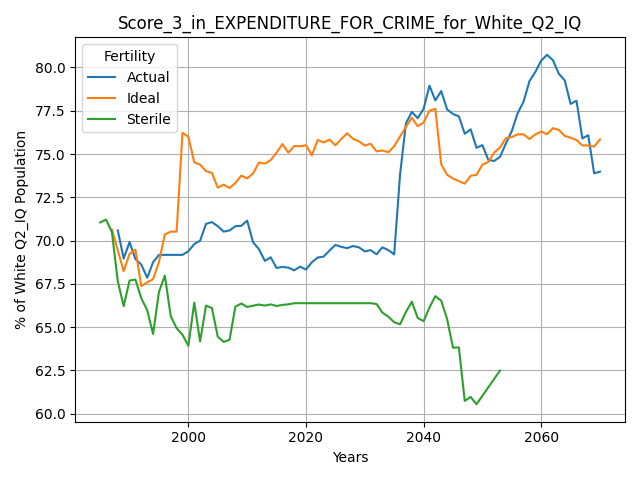 Score_3_in_EXPENDITURE_FOR_CRIME_for_White_Q2_IQ
Fertility
Actual
Ideal
Sterile
% of White Q2_IQ Population
80.0
77.5
75.0
72.5
70.0
67.5
65.0
62.5
60.0
2000
2020
2040
2060
Years